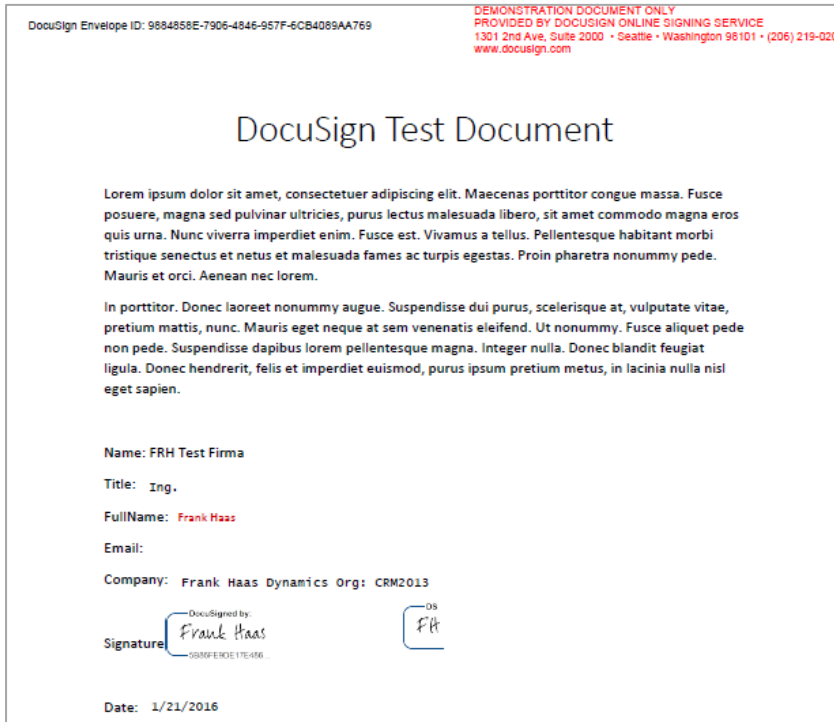 DocuSign Envelope ID: 9884858E-7906-4846-957F-6CB4089AA769
DEMONSTRATION DOCUMENT ONLY
PROVIDED BY DOCUSIGN ONLINE SIGNING SERVICE
1301 2nd Ave, Suite 2000 • Seattle • Washington 98101 • (206) 219-020
www.docusign.com
DocuSign Test Document
Lorem ipsum dolor sit amet, consectetuer adipiscing elit. Maecenas porttitor congue massa. Fusce
posuere, magna sed pulvinar ultricies, purus lectus malesuada libero, sit amet commodo magna eros
quis urna. Nunc viverra imperdiet enim. Fusce est. Vivamus a tellus. Pellentesque habitant morbi
tristique senectus et netus et malesuada fames ac turpis egestas. Proin pharetra nonummy pede.
Mauris et orci. Aenean nec lorem.
In porttitor. Donec laoreet nonummy augue. Suspendisse dui purus, scelerisque at, vulputate vitae,
pretium mattis, nunc. Mauris eget neque at sem venenatis eleifend. Ut nonummy. Fusce aliquet pede
non pede. Suspendisse dapibus lorem pellentesque magna. Integer nulla. Donec blandit feugiat
ligula. Donec hendrerit, felis et imperdiet euismod, purus ipsum pretium metus, in lacinia nulla nisl
eget sapien.
Name: FRH Test Firma
Title: Ing.
FullName: Frank Haas
Email:
Company: Frank Haas Dynamics Org: CRM2013
DocuSigned by:
DS
Signature Frank Haas
FH
Date: 1/21/2016